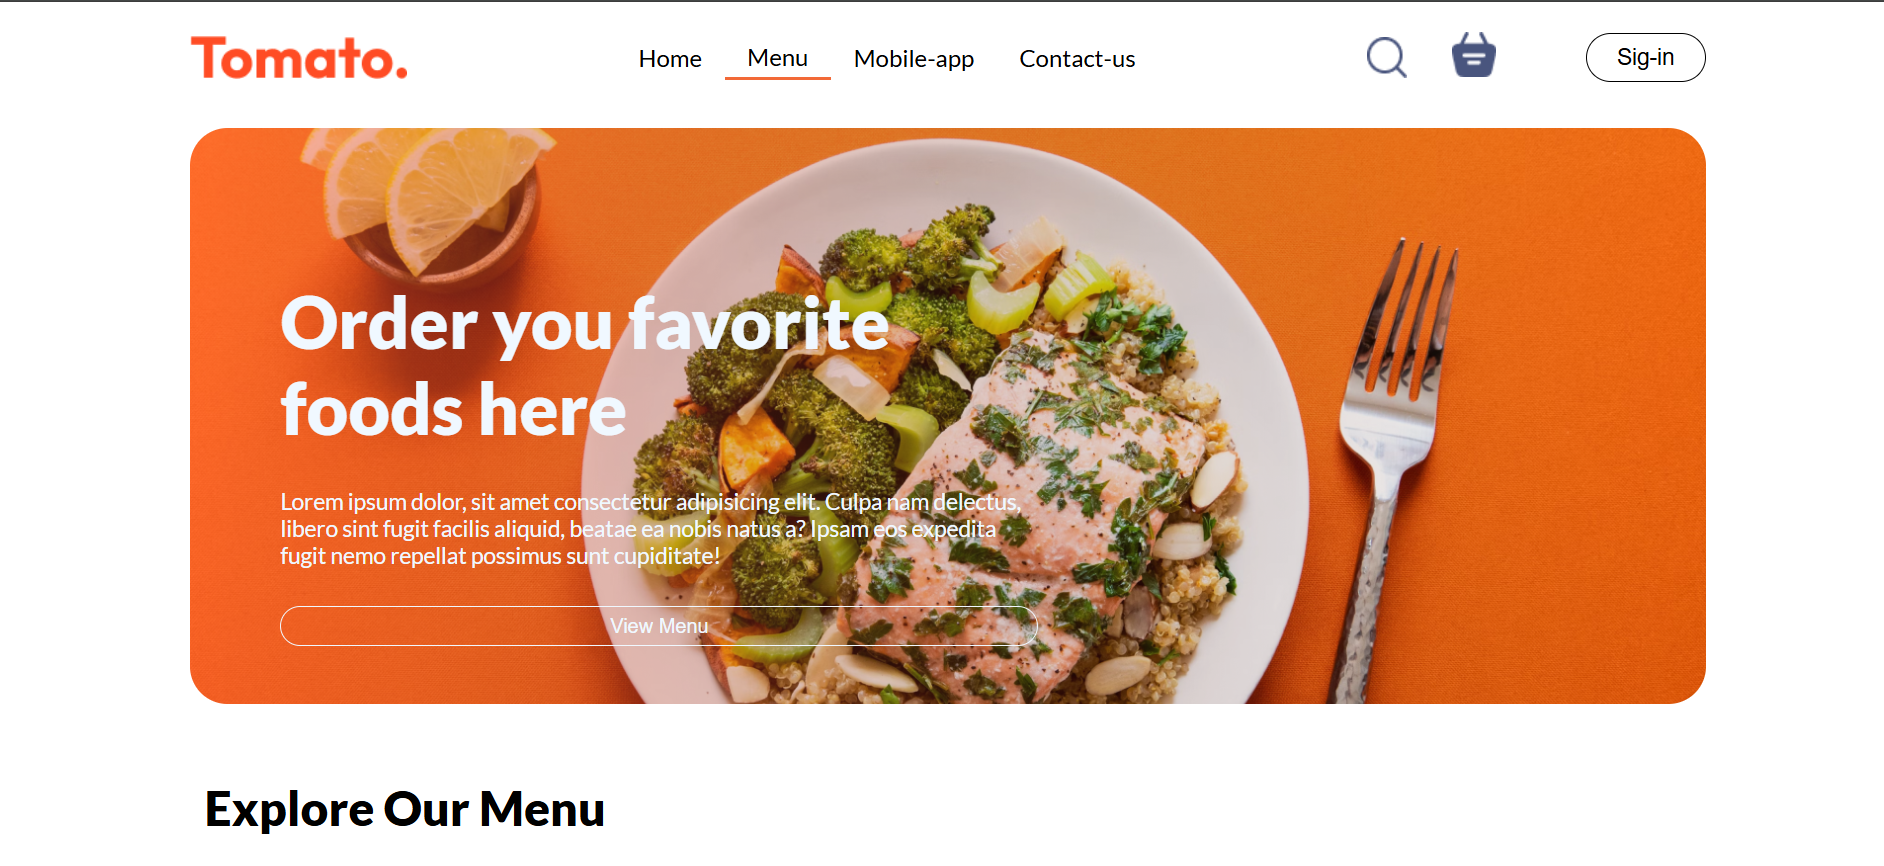 Tomato.
Home Menu Mobile-app Contact-us
Sig-in
Order you favorite
foods here
Lorem ipsum dolor, sit amet consectetur adipisicing elit. Culpa nam delectus,
libero sint fugit facilis aliquid, beatae ea nobis natus a? Ipsam eos expedita
fugit nemo repellat possimus sunt cupiditate!
View Menu
Explore Our Menu